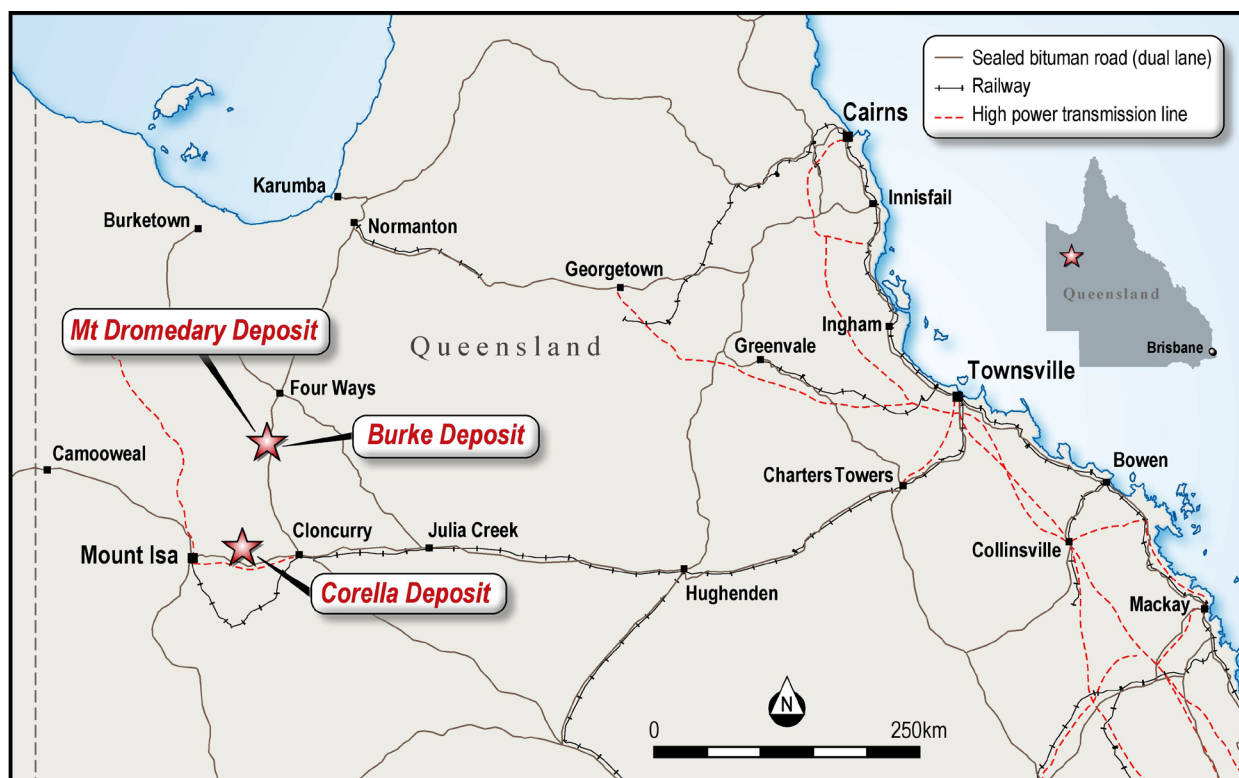 Sealed bituman road (dual lane)
Railway
High power transmission line
Cairns
Karumba
Innisfail
Burketown
Normanton
Georgetown
Queensland
Mt Dromedary Deposit
Ingham
Queensland
Greenvale
Brisbane
Townsville
Four Ways
Burke Deposit
Camooweal
Charters Towers
Bowen
Mount Isa
Cloncurry
Julia Creek
Collinsville
Corella Deposit
Hughenden
Mackay
N
0
250km